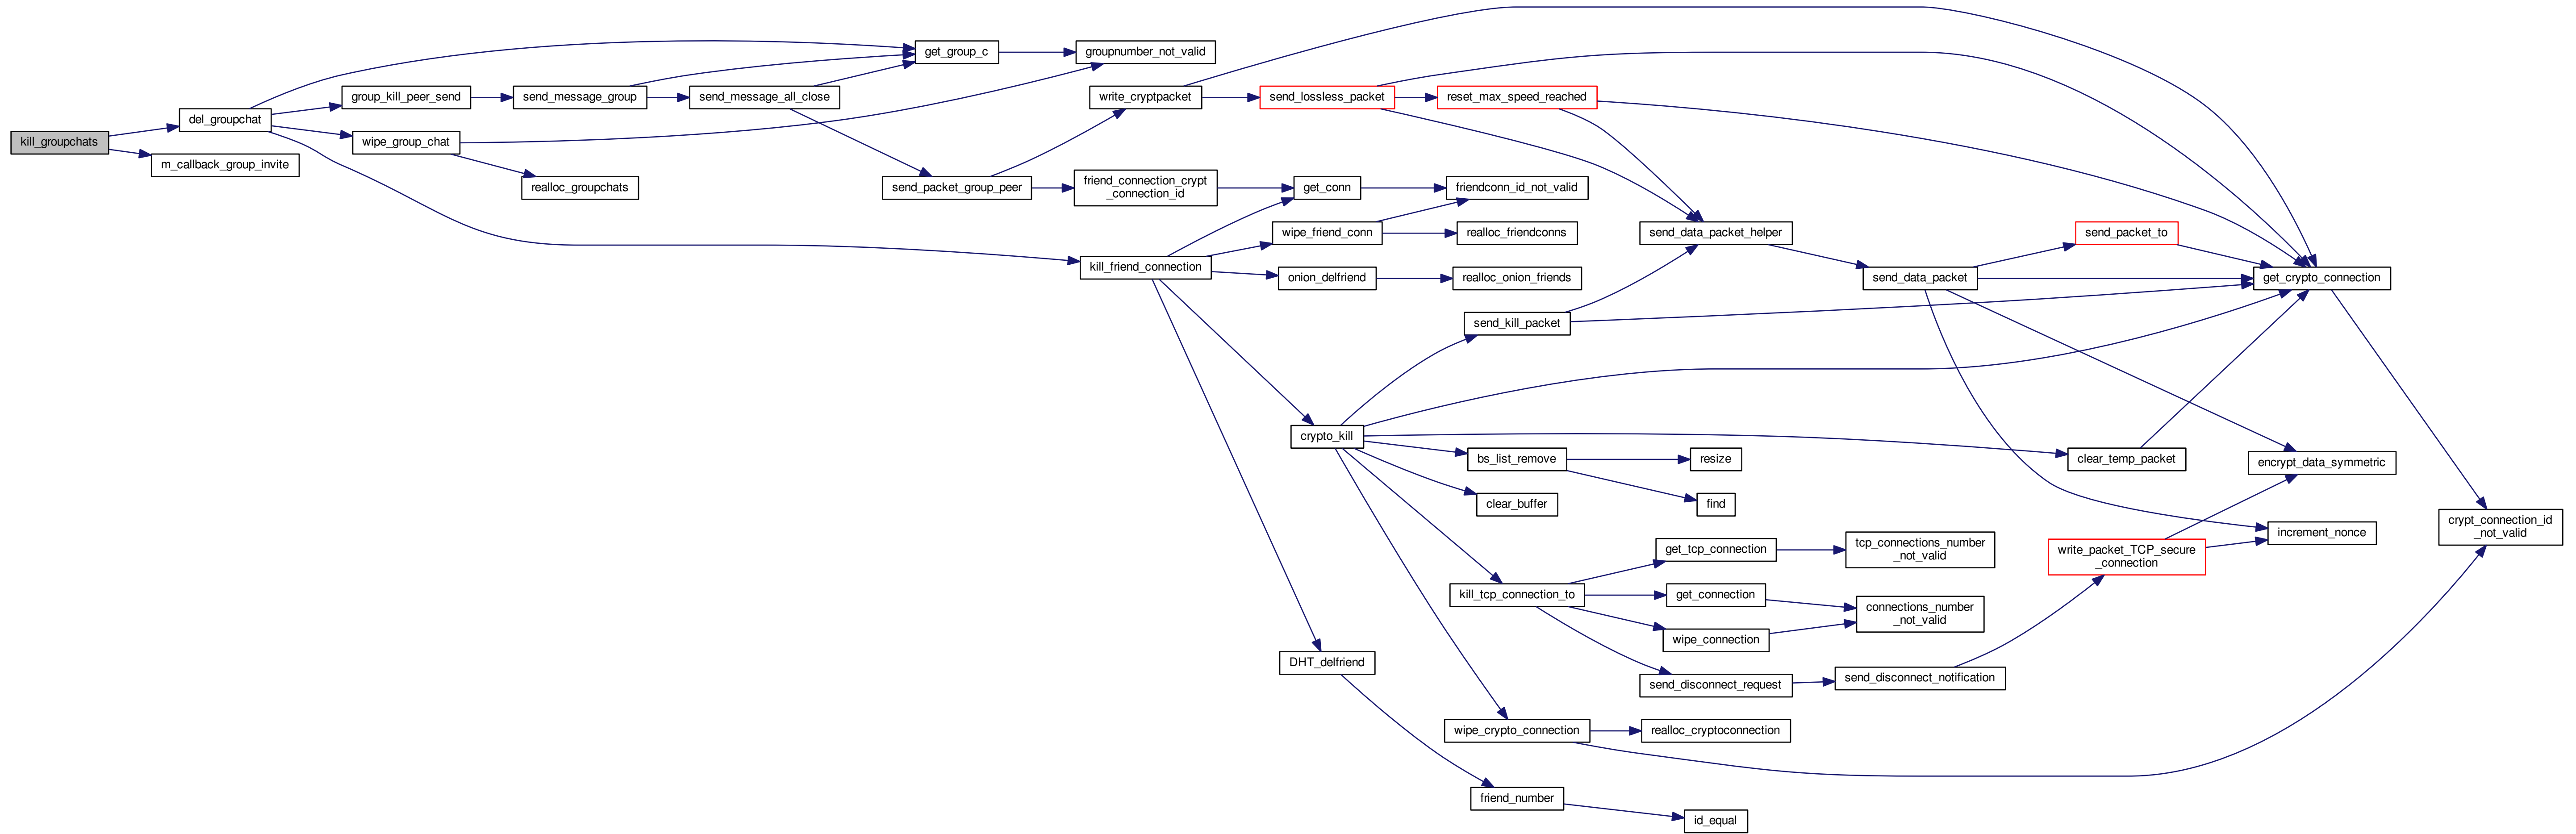 kill_groupchats
del_groupchat
m_callback_group_invite
group_kill_peer_send
wipe_group_chat
send_message_group
realloc_groupchats
send_message_all_close
get_group_c
groupnumber_not_valid
send_packet_group_peer
write_cryptpacket
friend_connection_crypt
_connection_id
kill_friend_connection
send_lossless_packet
reset_max_speed_reached
get_conn
friendconn_id_not_valid
wipe_friend_conn
realloc_friendconns
onion_delfriend
realloc_onion_friends
send_data_packet_helper
send_data_packet
send_packet_to
get_crypto_connection
send_kill_packet
crypto_kill
bs_list_remove
resize
find
clear_buffer
clear_temp_packet
encrypt_data_symmetric
increment_nonce
crypt_connection_id
_not_valid
write_packet_TCP_secure
_connection
get_tcp_connection
tcp_connections_number
_not_valid
kill_tcp_connection_to
get_connection
connections_number
_not_valid
wipe_connection
send_disconnect_request
send_disconnect_notification
DHT_delfriend
wipe_crypto_connection
realloc_cryptoconnection
friend_number
id_equal